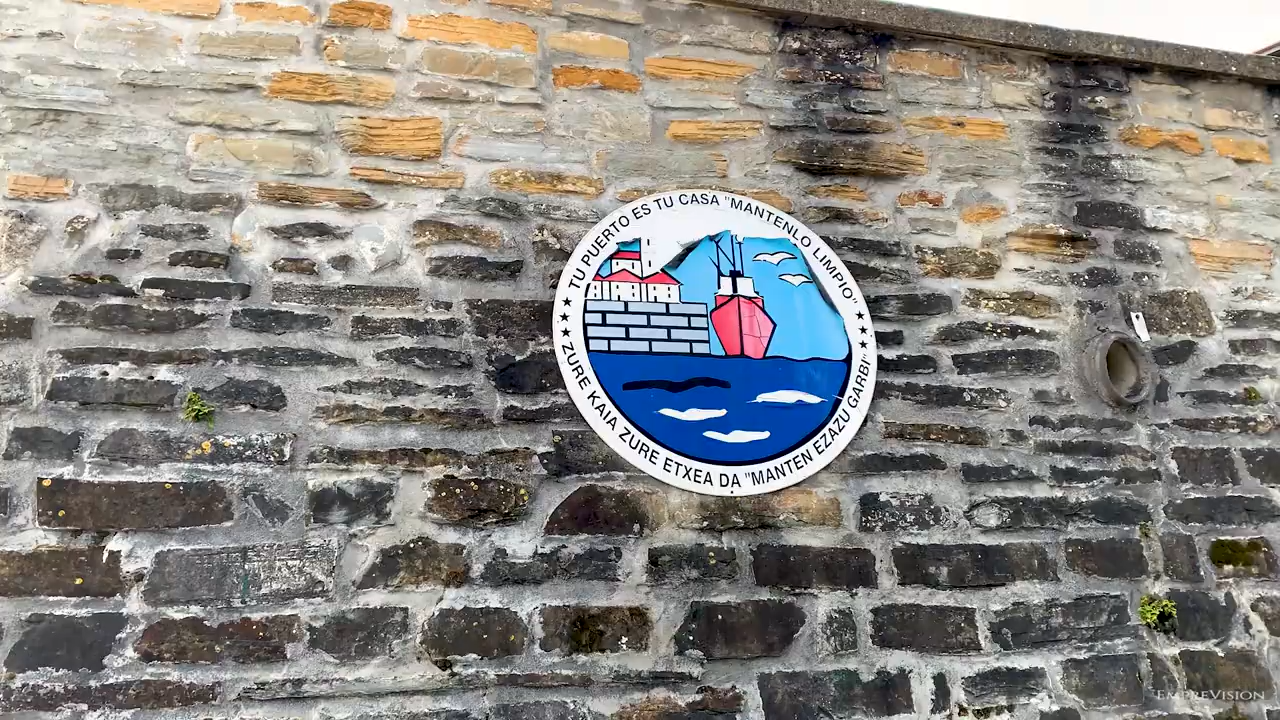 TU PUERTO ES TU CASA "MANTENLO LIMPIO"
ZURE KAIA ZURE ETXEA DA "MANTEN EZAZU GARBI"
EMPREVISION